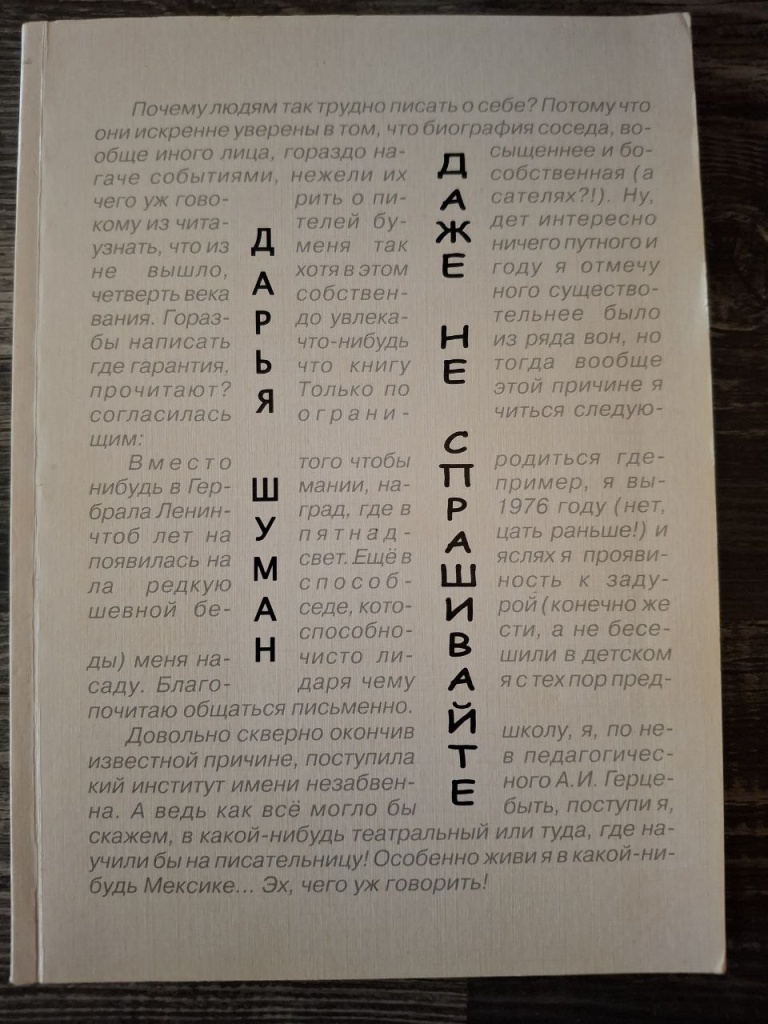 ДАРЬЯ ШУМАН
ДАЖЕ НЕ СПРАШИВАЙТЕ
Почему людям так трудно писать о себе? Потому что
они искренне уверены в том, что биография соседа, во-
обще иного лица, гораздо на- сыщеннее и бо-
гаче событиями, нежели их собственная (а
чего уж гово- рить о пи- сателях?!). Ну,
кому из чита- телей бу- дет интересно
узнать, что из меня так ничего путного и
не вышло, хотя в этом году я отмечу
четверть века собствен- ного существо-
вания. Гораз- до увлека- тельнее было
бы написать что-нибудь из ряда вон, но
где гарантия, что книгу тогда вообще
прочитают? Только по этой причине я
согласилась ограни- читься следую-
щим:
Вместо того чтобы родиться где-
нибудь в Гер- мании, на- пример, я вы-
брала Ленин- град, где в 1976 году (нет,
чтоб лет на пятнад- цать раньше!) и
появилась на свет. Ещё в яслях я прояви-
ла редкую способ- ность к заду-
шевной бе- седе, кото- рой (конечно же
способно- сти, а не бесе-
ды) меня на- чисто ли- шили в детском
саду. Благо- даря чему я с тех пор пред-
почитаю общаться письменно.
Довольно скверно окончив школу, я, по не-
известной причине, поступила в педагогичес-
кий институт имени незабвен- ного А.И. Герце-
на. А ведь как всё могло бы быть, поступи я,
скажем, в какой-нибудь театральный или туда, где на-
учили бы на писательницу! Особенно живи я в какой-ни-
будь Мексике... Эх, чего уж говорить!